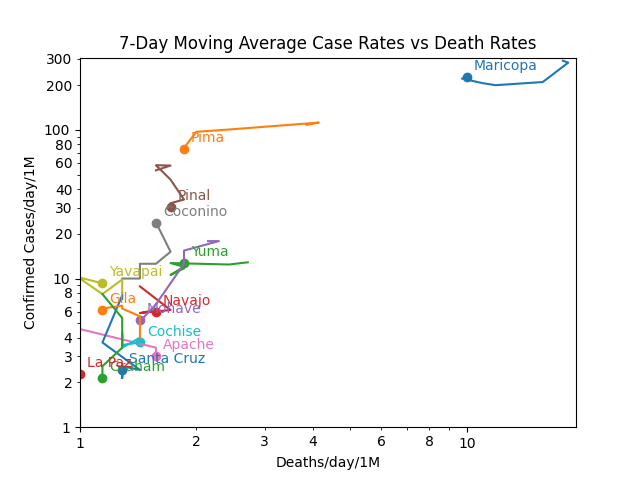 7-Day Moving Average Case Rates vs Death Rates
300
Maricopa
200
100
Pima
80
60
40
Pinal
30
Coconino
20
Yuma
Yavapai
10
8
Gila
Navajo
6
Mohave
Cochise
4
Apache
3
La Paz
Santa Cruz
Graham
2
1
1
2
3
4
6
8
10
Confirmed Cases/day/1M
Deaths/day/1M